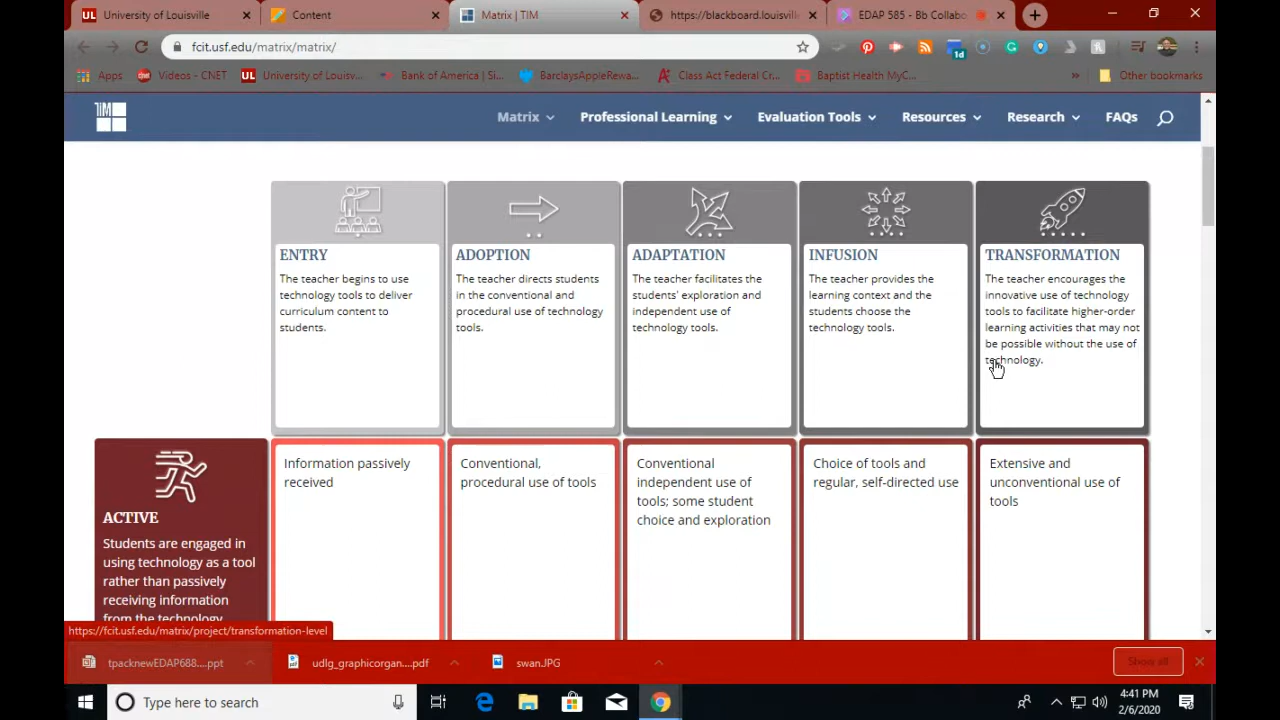 University of Louisville
Content
Matrix | TIM
https://blackboard.louisvill
EDAP 585 - Bb Collabo
fcit.usf.edu/matrix/matrix/
1d
Apps
Videos - CNET
University of Louisv...
Bank of America | Si...
BarclaysAppleRewa...
Class Act Federal Cr...
Baptist Health MyC...
Other bookmarks
TIM
Matrix
Professional Learning
Evaluation Tools
Resources
Research
FAQs
ENTRY
The teacher begins to use
technology tools to deliver
curriculum content to
students.
ADOPTION
The teacher directs students
in the conventional and
procedural use of technology
tools.
ADAPTATION
The teacher facilitates the
students' exploration and
independent use of
technology tools.
INFUSION
The teacher provides the
learning context and the
students choose the
technology tools.
TRANSFORMATION
The teacher encourages the
innovative use of technology
tools to facilitate higher-order
learning activities that may not
be possible without the use of
technology.
ACTIVE
Students are engaged in
using technology as a tool
rather than passively
receiving information
from the technology
Information passively
received
Conventional,
procedural use of tools
Conventional
independent use of
tools; some student
choice and exploration
Choice of tools and
regular, self-directed use
Extensive and
unconventional use of
tools
https://fcit.usf.edu/matrix/project/transformation-level
tpacknewEDAP688....ppt
udlg_graphicorgan....pdf
swan.JPG
Show all
Type here to search
4:41 PM
2/6/2020